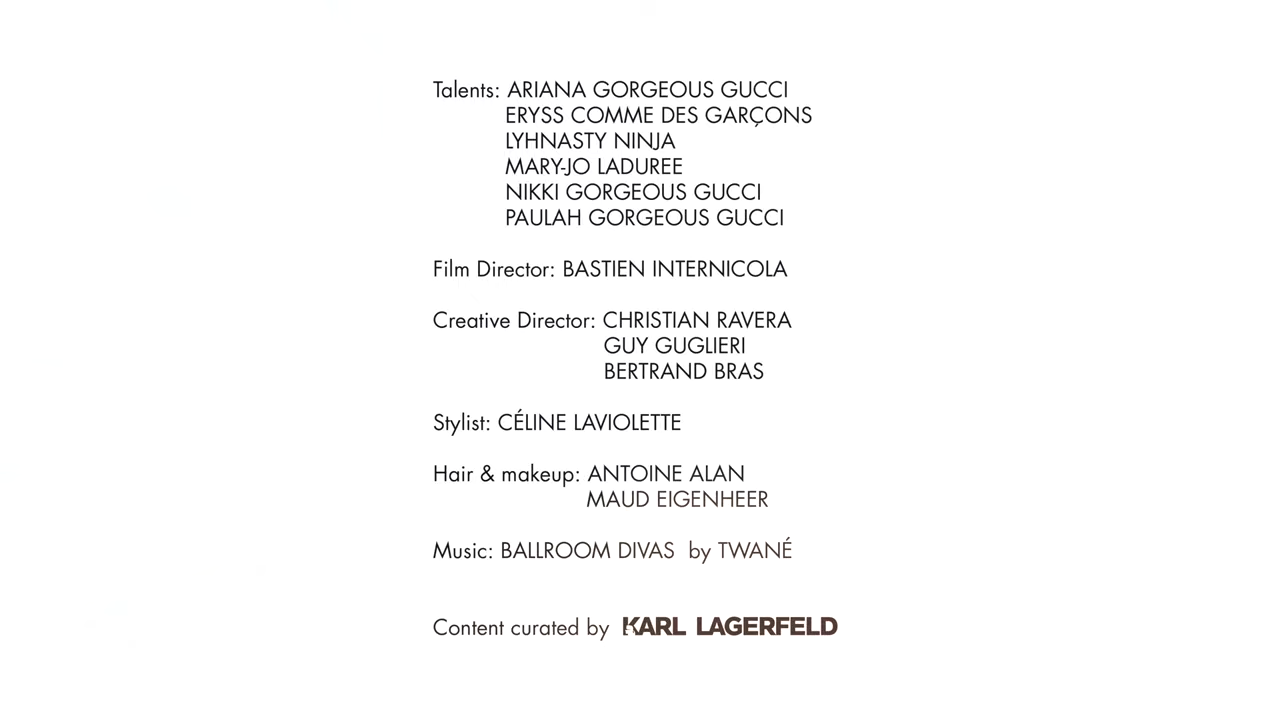 Talents: ARIANA GORGEOUS GUCCI
ERYSS COMME DES GARÇONS
LYHNASTY NINJA
MARY-JO LADUREE
NIKKI GORGEOUS GUCCI
PAULAH GORGEOUS GUCCI
Film Director: BASTIEN INTERNICOLA
Creative Director: CHRISTIAN RAVERA
GUY GUGLIERI
BERTRAND BRAS
Stylist: CÉLINE LAVIOLETTE
Hair & makeup: ANTOINE ALAN
MAUD EIGENHEER
Music: BALLROOM DIVAS by TWANÉ
Content curated by KARL LAGERFELD